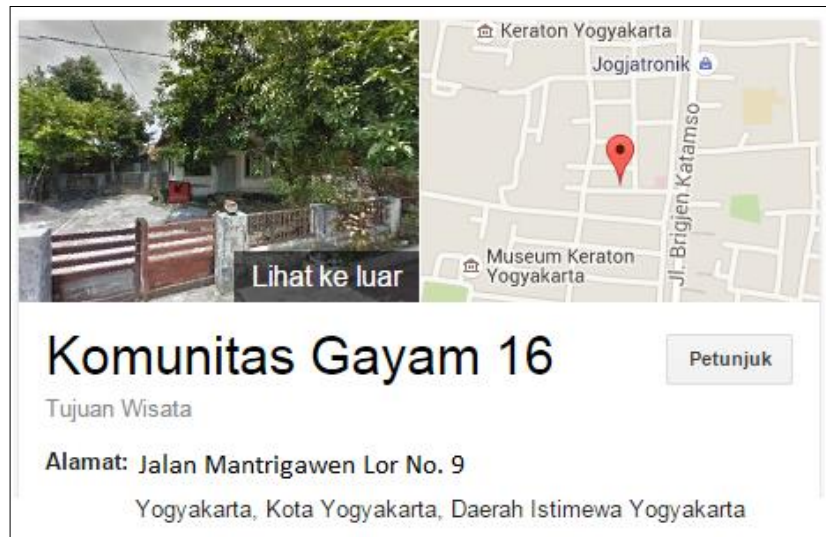 Keraton Yogyakarta
Jogjatronik
Jl. Brigjen Katamso
Museum Keraton
Yogyakarta
Lihat ke luar
Komunitas Gayam 16
Petunjuk
Tujuan Wisata
Alamat: Jalan Mantrigawen Lor No. 9
Yogyakarta, Kota Yogyakarta, Daerah Istimewa Yogyakarta